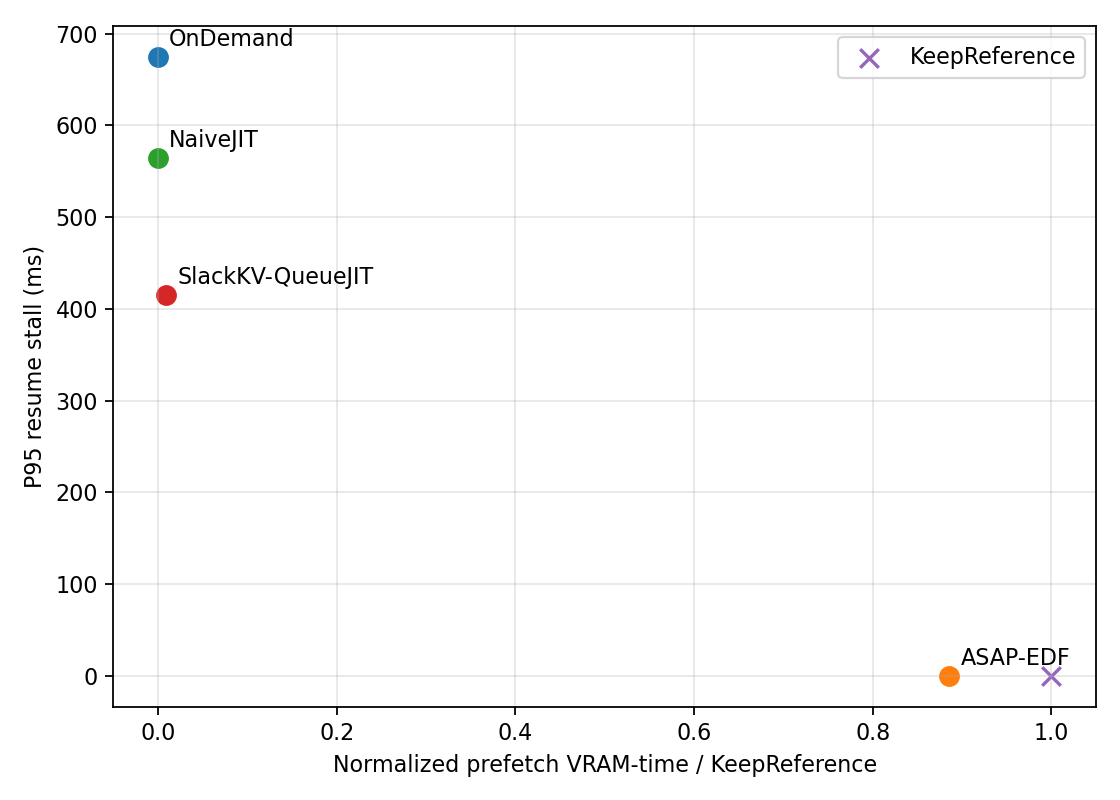 700
600
500
400
300
200
100
0
P95 resume stall (ms)
OnDemand
NaiveJIT
SlackKV-QueueJIT
ASAP-EDF
KeepReference
0.0
0.2
0.4
0.6
0.8
1.0
Normalized prefetch VRAM-time / KeepReference